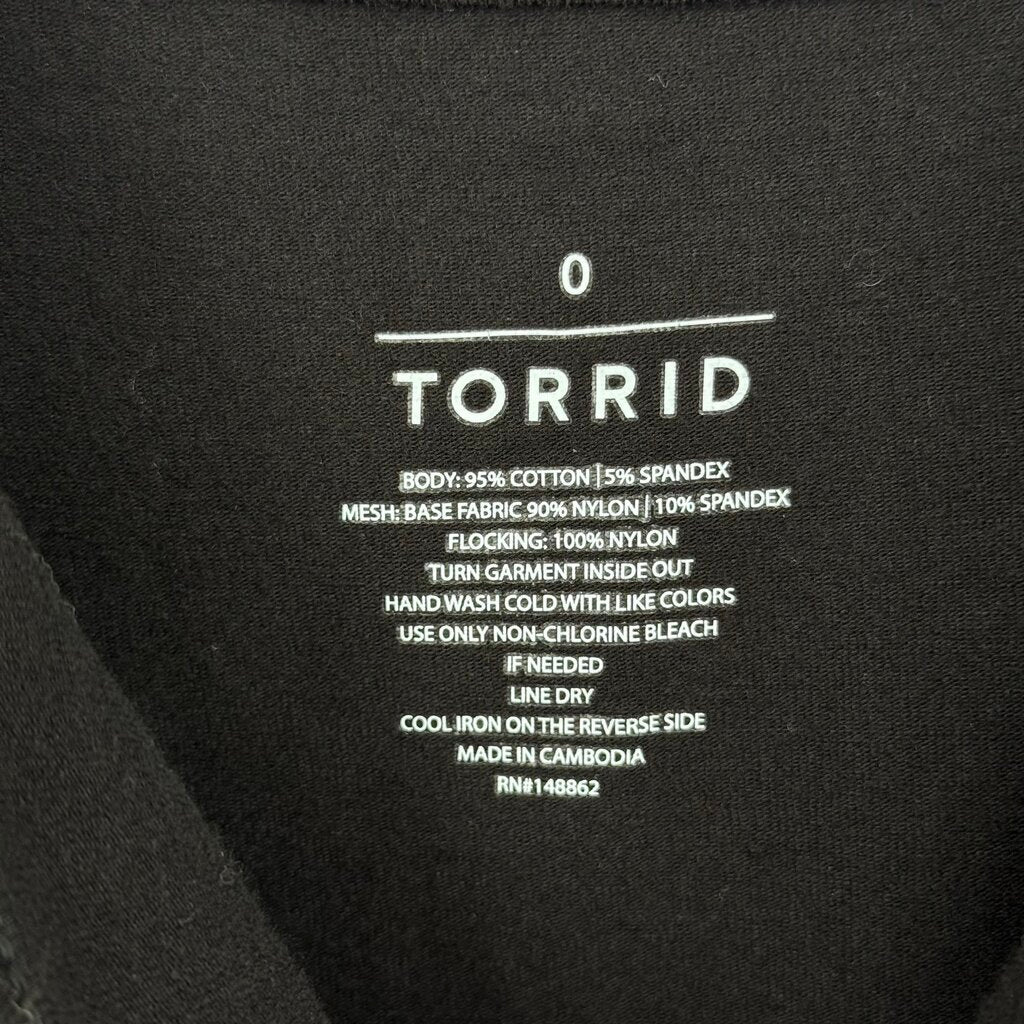 0
TORRID
BODY: 95% COTTON | 5% SPANDEX
MESH: BASE FABRIC 90% NYLON | 10% SPANDEX
FLOCKING: 100% NYLON
TURN GARMENT INSIDE OUT
HAND WASH COLD WITH LIKE COLORS
USE ONLY NON-CHLORINE BLEACH
IF NEEDED
LINE DRY
COOL IRON ON THE REVERSE SIDE
MADE IN CAMBODIA
RN#148862